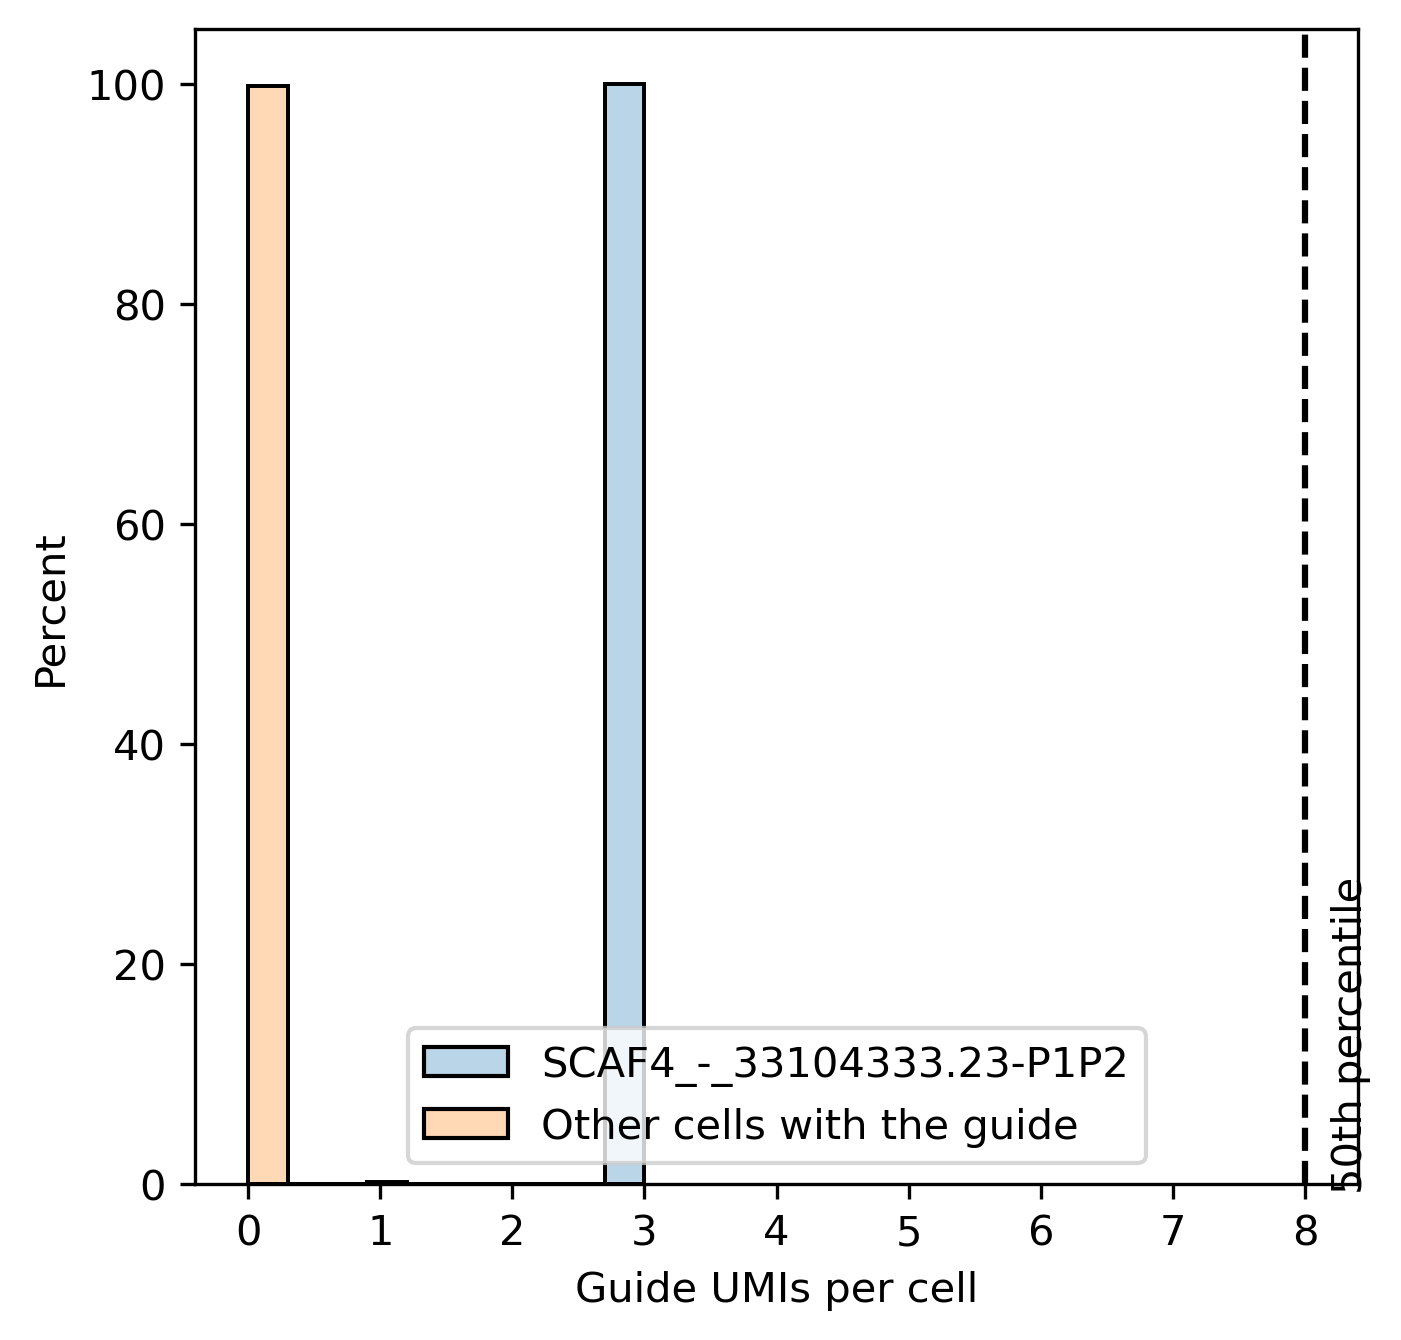 100
80
60
40
20
0
Percent
0 1 2 3 4 5 6 7 8
Guide UMIs per cell
SCAF4_-_33104333.23-P1P2
Other cells with the guide
50th percentile